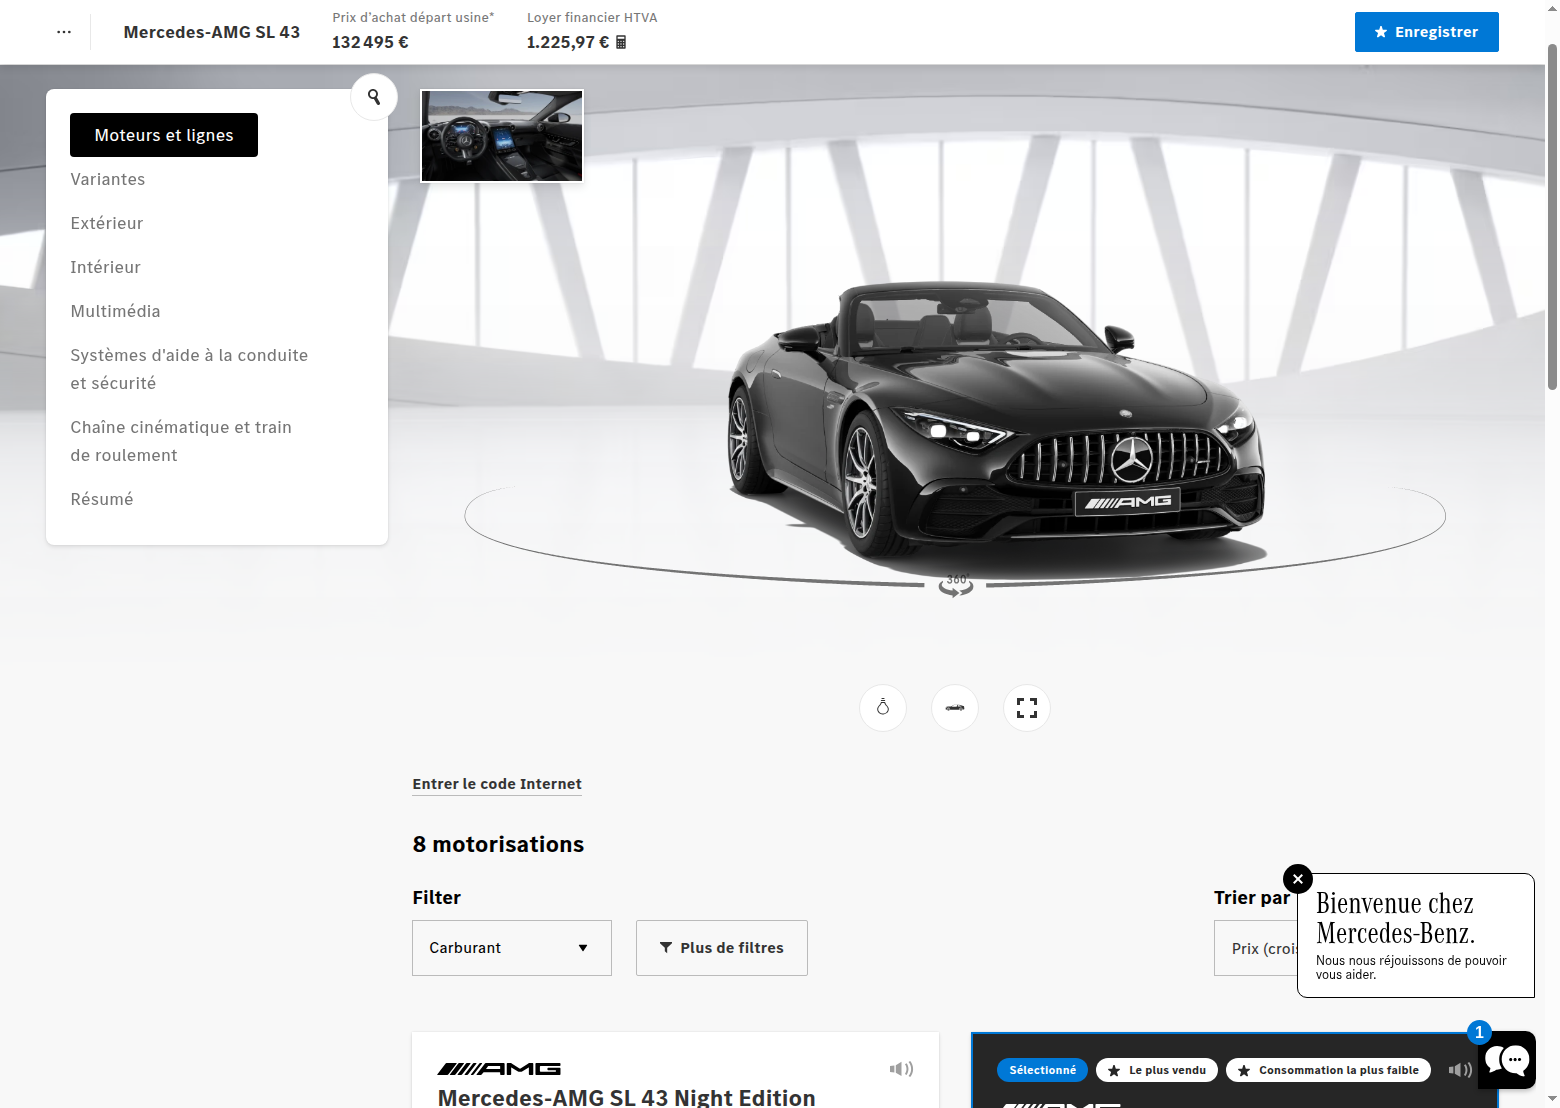 Mercedes-AMG SL 43
Prix d'achat départ usine*
132 495 €
Loyer financier HTVA
1.225,97 €
Enregistrer
Moteurs et lignes
Variantes
Extérieur
Intérieur
Multimédia
Systèmes d'aide à la conduite
et sécurité
Chaîne cinématique et train
de roulement
Résumé
AMG
360°
Entrer le code Internet
8 motorisations
Filter
Trier par
Carburant
Plus de filtres
Prix (crois
Bienvenue chez
Mercedes-Benz.
Nous nous réjouissons de pouvoir
vous aider.
1
AMG
Mercedes-AMG SL 43 Night Edition
Sélectionné
Le plus vendu
Consommation la plus faible
AMG